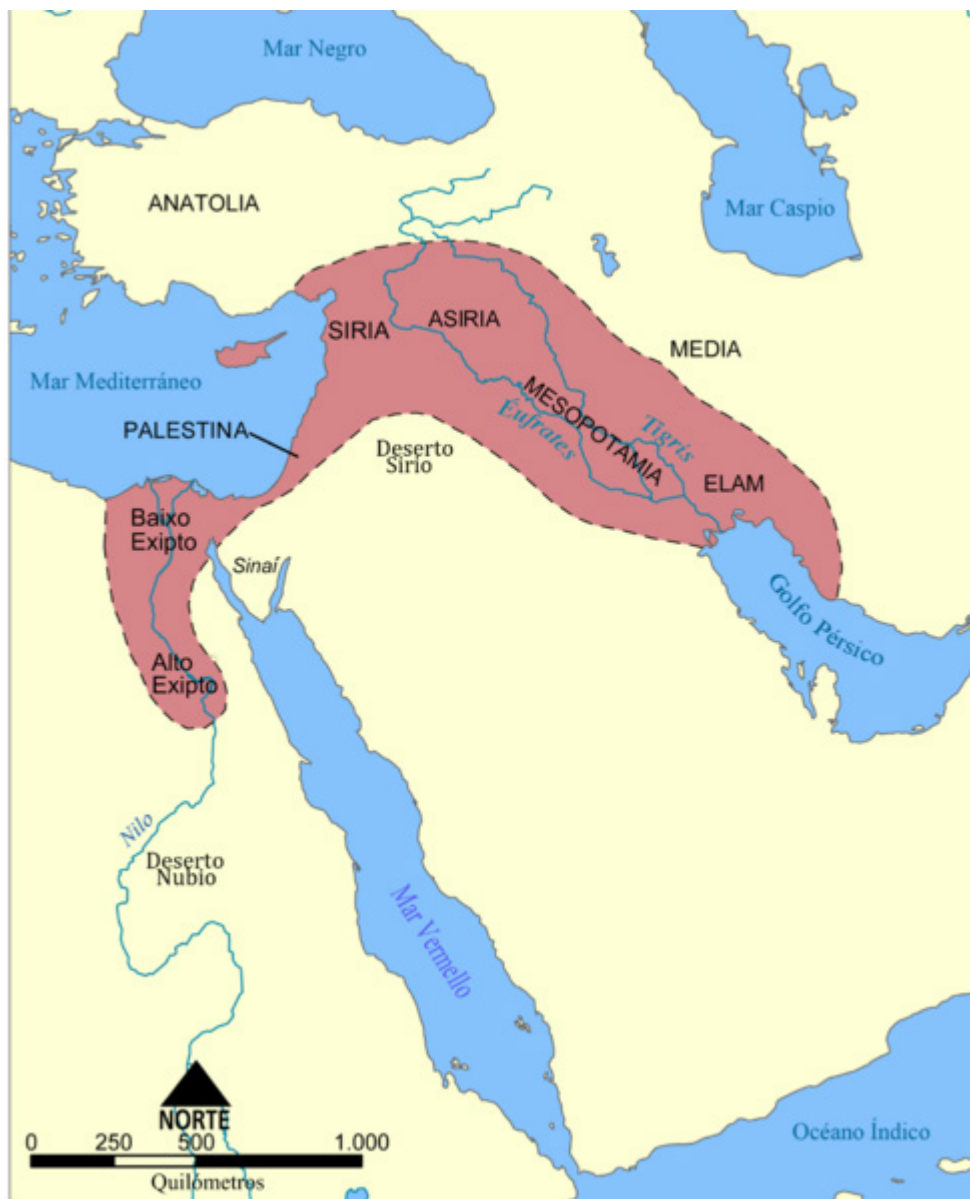 Mar Negro
ANATOLIA
Mar Caspio
SIRIA
ASIRIA
MEDIA
Mar Mediterráneo
MESOPOTAMIA
PALESTINA
Deserto
Sirio
Éufrates
Tigris
ELAM
Baixo
Exipto
Sinaí
Golfo Pérsico
Alto
Exipto
Nilo
Deserto
Nubio
Mar Vermello
NORTE
0 250 500 1.000
Quilómetros
Océano Índico